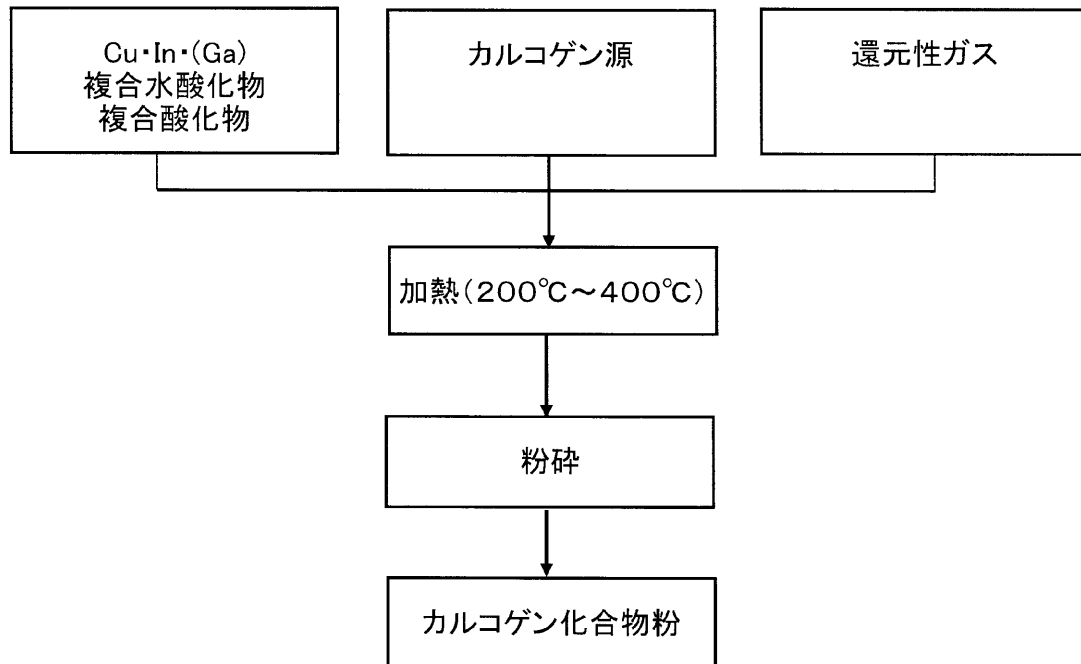 Cu・In・(Ga)
複合水酸化物
複合酸化物
カルコゲン源
還元性ガス
加熱(200℃~400℃)
粉砕
カルコゲン化合物粉